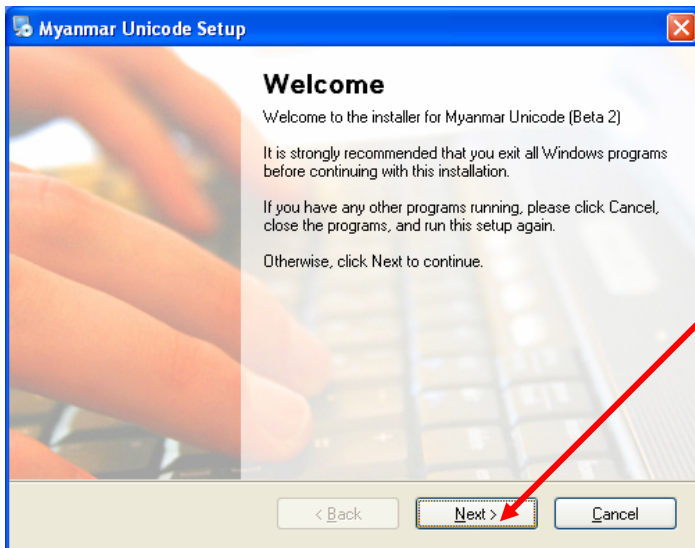 Myanmar Unicode Setup
Welcome
Welcome to the installer for Myanmar Unicode (Beta 2)
It is strongly recommended that you exit all Windows programs
before continuing with this installation.
If you have any other programs running, please click Cancel,
close the programs, and run this setup again.
Otherwise, click Next to continue.
< Back Next > Cancel